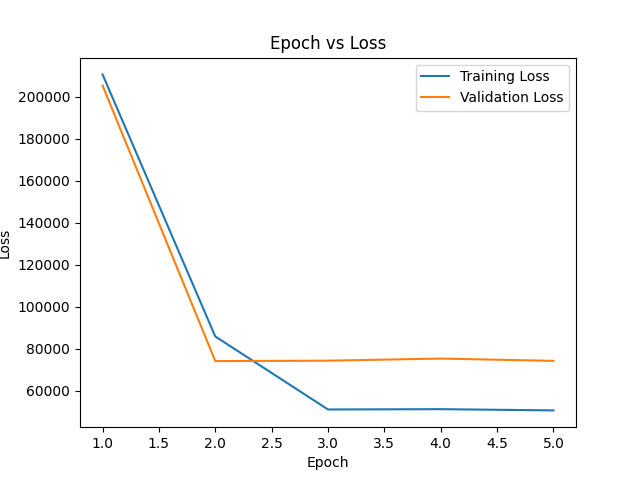 Epoch vs Loss
Training Loss
Validation Loss
200000
180000
160000
140000
120000
100000
80000
60000
Loss
1.0 1.5 2.0 2.5 3.0 3.5 4.0 4.5 5.0
Epoch